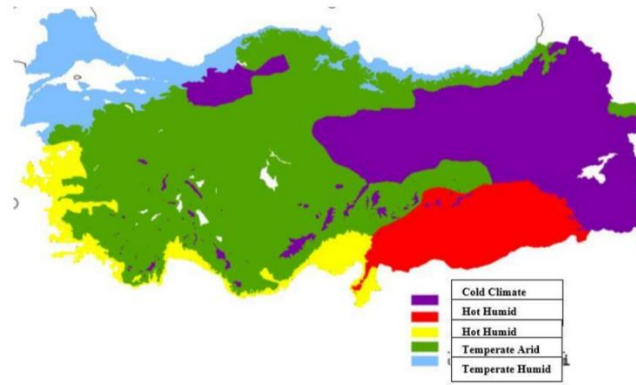 Cold Climate
Hot Humid
Hot Humid
Temperate Arid
Temperate Humid